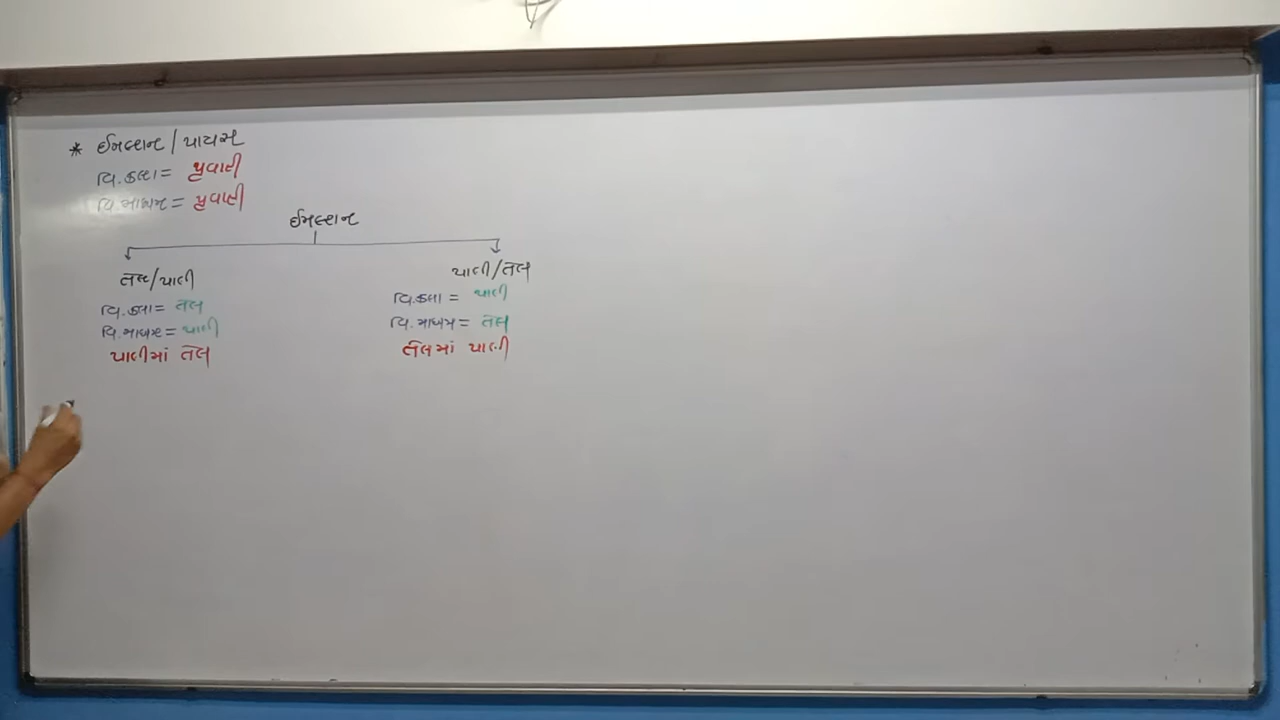 * ઈમલ્શન / પાયસ
વિ.કલા = પ્રવાહી
વિ.માધ્યમ = પ્રવાહી
ઈમલ્શન
તેલ/પાણી
વિ.કલા = તેલ
વિ.માધ્યમ = પાણી
પાણીમાં તેલ
પાણી/તેલ
વિ.કલા = પાણી
વિ.માધ્યમ = તેલ
તેલમાં પાણી